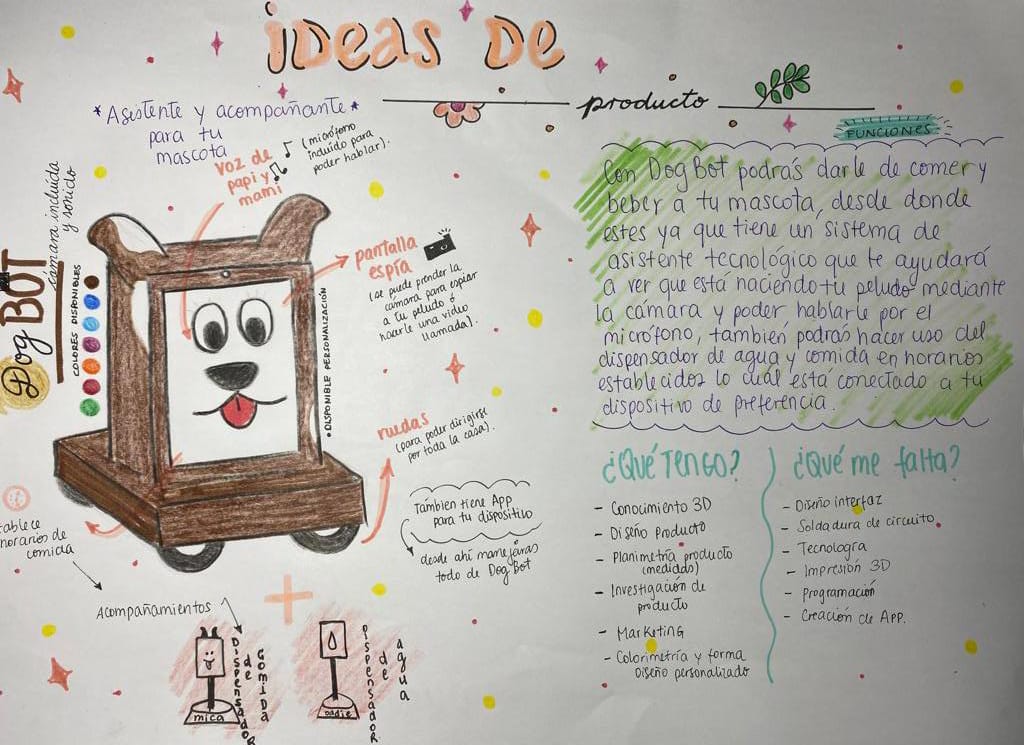 ideas de
producto
*Asistente y acompañante*
para tu
mascota
voz de
papi y
mami
(micrófono
incluido para
poder hablar).
FUNCIONES
Dog BOT
cámara incluida
y sonido
COLORES DISPONIBLES
• DISPONIBLE PERSONALIZACIÓN
pantalla
espía
(se puede prender la
cámara para espiar
a tu peludo ó
hacerle una video
llamada).
ruedas
(para poder dirigirse
por toda la casa).
tablece
horarios de
comida
Tambien tiene App
para tu dispositivo
desde ahí manejarás
todo de Dog Bot
Acompañamientos
+
mica
Dispensador
de
comida
Dispensador
de
agua
Con Dog Bot podrás darle de comer y
beber a tu mascota, desde donde
estes ya que tiene un sistema de
asistente tecnológico que te ayudará
a ver que está haciendo tu peludo mediante
la cámara y poder hablarle por el
micrófono, también podrás hacer uso del
dispensador de agua y comida en horarios
establecidos lo cual está conectado a tu
dispositivo de preferencia.
¿Qué TENGO?
- Conocimiento 3D
- Diseño Producto
- Planimetría producto
(medidas)
- Investigación de
producto
- Marketing
- Colorimetría y forma
Diseño personalizado
¿Qué me falta?
- Diseño interfaz
- Soldadura de circuito.
- Tecnología
- Impresión 3D
- Programación
- Creación de App.